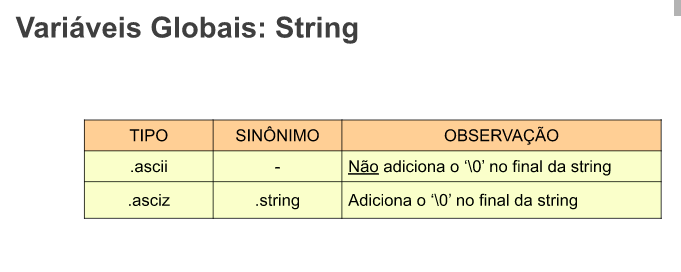 Variáveis Globais: String
TIPO SINÔNIMO OBSERVAÇÃO
.ascii - Não adiciona o ‘\0’ no final da string
.asciz .string Adiciona o ‘\0’ no final da string